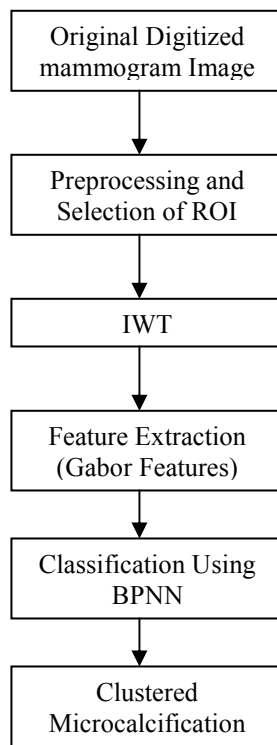 Original Digitized
mammogram Image
Preprocessing and
Selection of ROI
IWT
Feature Extraction
(Gabor Features)
Classification Using
BPNN
Clustered
Microcalcification